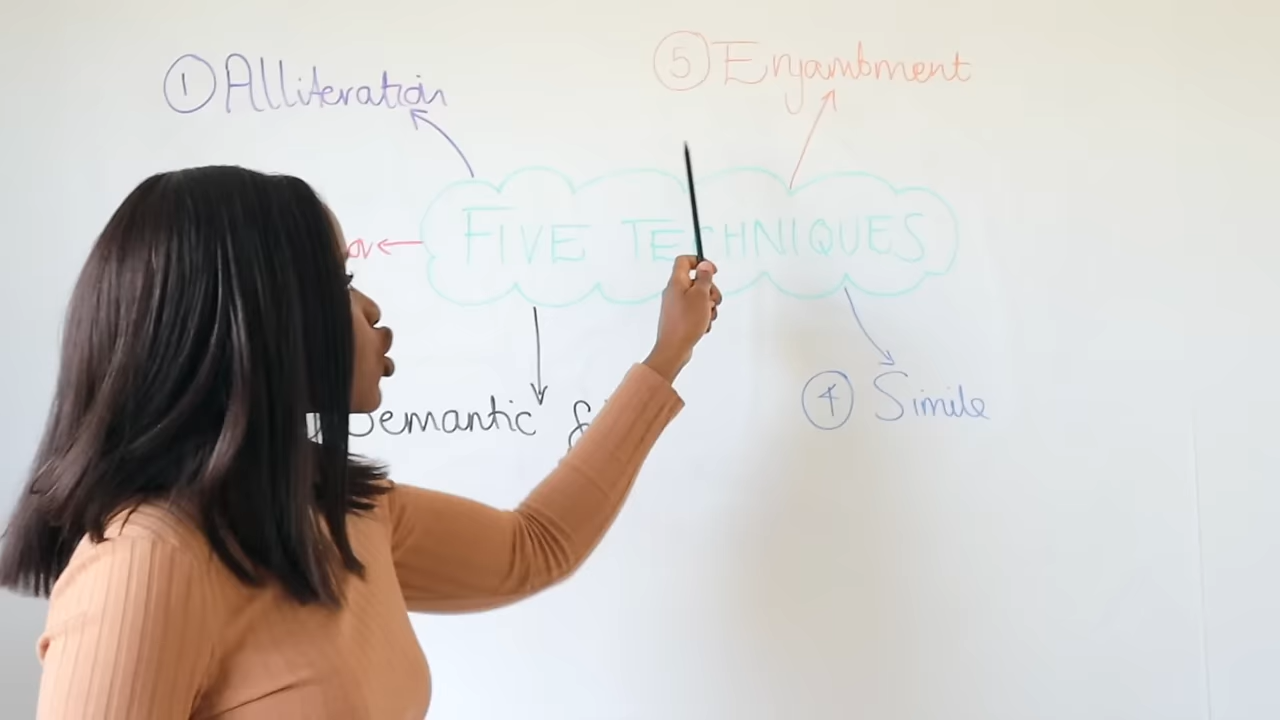 ① Alliteration
⑤ Enjambment
FIVE TECHNIQUES
Semantic
④ Simile